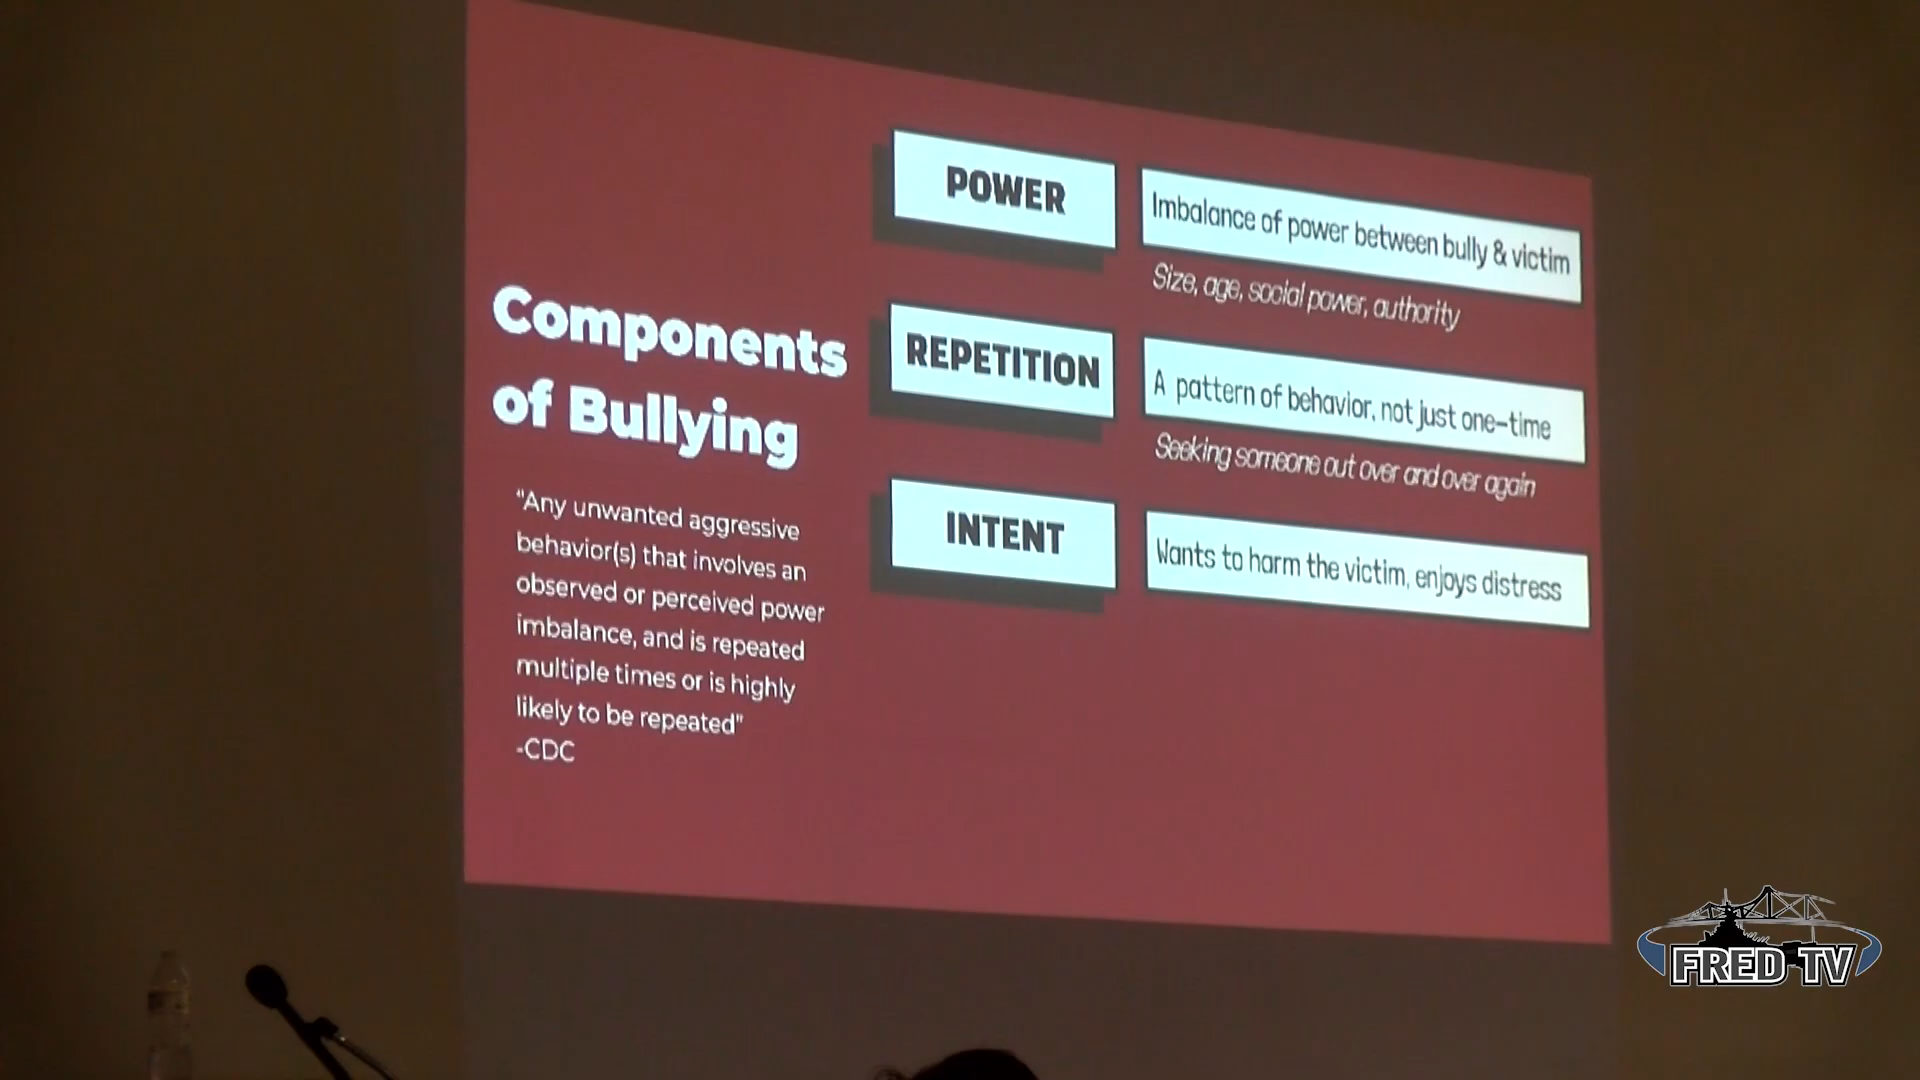 Components
of Bullying
"Any unwanted aggressive
behavior(s) that involves an
observed or perceived power
imbalance, and is repeated
multiple times or is highly
likely to be repeated"
-CDC
POWER
Imbalance of power between bully & victim
Size, age, social power, authority
REPETITION
A pattern of behavior, not just one-time
Seeking someone out over and over again
INTENT
Wants to harm the victim, enjoys distress
FRED TV